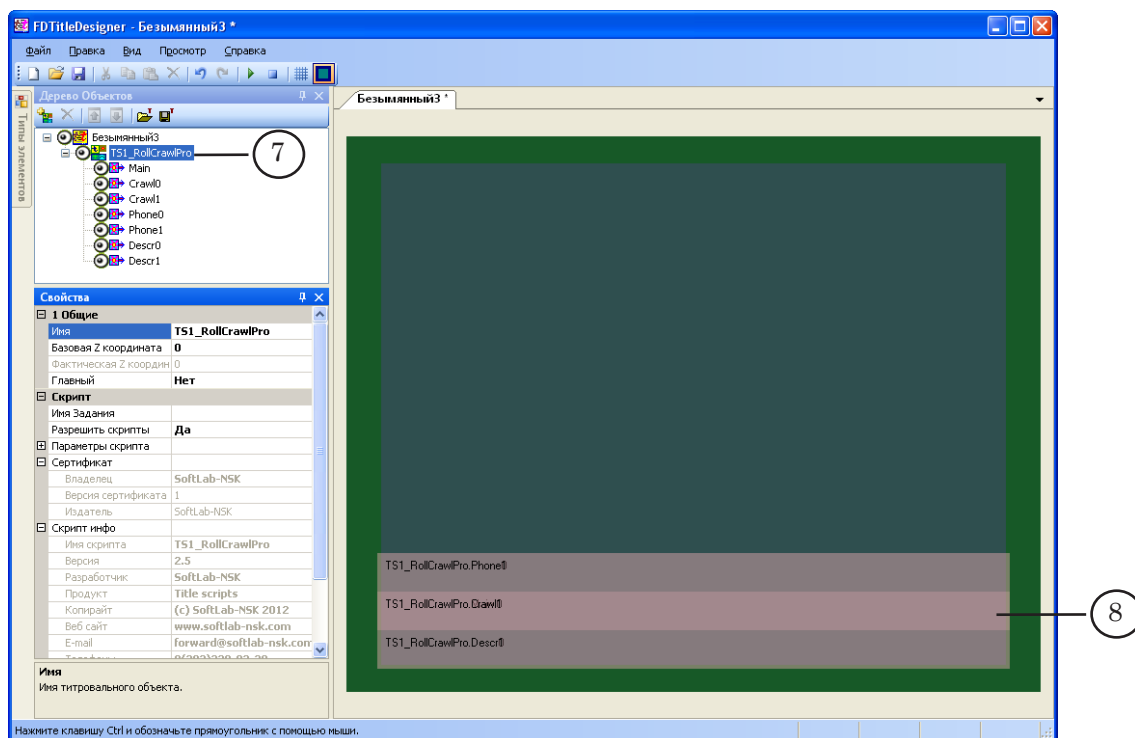 FDTitleDesigner - Безымянный3 *
Файл Правка Вид Просмотр Справка
Типы элементов
Дерево Объектов
Безымянный3
TS1_RollCrawlPro
7
Main
Crawl0
Crawl1
Phone0
Phone1
Descr0
Descr1
Свойства
1 Общие
Имя TS1_RollCrawlPro
Базовая Z координата 0
Фактическая Z координ 0
Главный Нет
Скрипт
Имя Задания
Разрешить скрипты Да
Параметры скрипта
Сертификат
Владелец SoftLab-NSK
Версия сертификата 1
Издатель SoftLab-NSK
Скрипт инфо
Имя скрипта TS1_RollCrawlPro
Версия 2.5
Разработчик SoftLab-NSK
Продукт Title scripts
Копирайт (c) SoftLab-NSK 2012
Веб сайт www.softlab-nsk.com
E-mail forward@softlab-nsk.com
Имя
Имя титровального объекта.
Безымянный3 *
TS1_RollCrawlPro.Phone
TS1_RollCrawlPro.Crawl
8
TS1_RollCrawlPro.Descr
Нажмите клавишу Ctrl и обозначьте прямоугольник с помощью мыши.